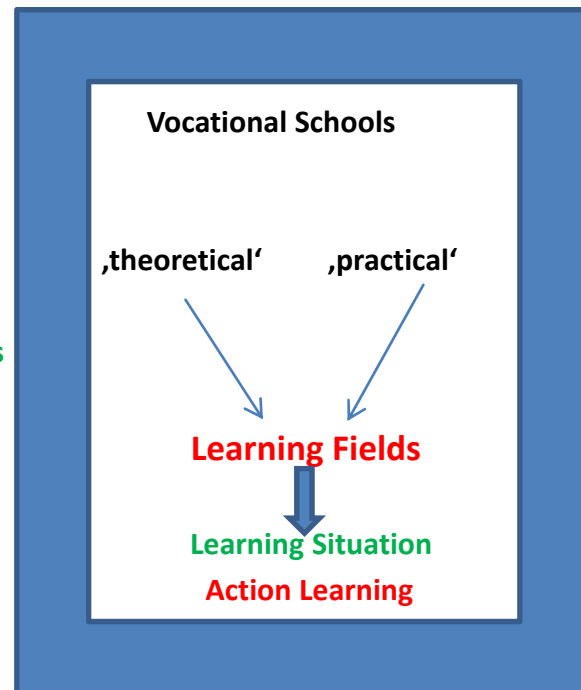 Vocational Schools
‚theoretical‘ ‚practical‘
s
Learning Fields
Learning Situation
Action Learning